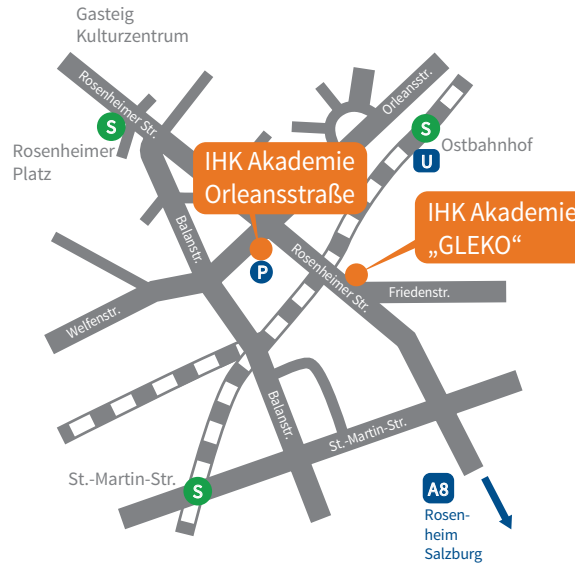 Gasteig
Kulturzentrum
Rosenheimer Str.
Orleansstr.
S
S
Ostbahnhof
U
Rosenheimer
Platz
IHK Akademie
Orleansstraße
IHK Akademie
„GLEKO“
Balanstr.
P
Rosenheimer Str.
Friedenstr.
Welfenstr.
Balanstr.
St.-Martin-Str.
St.-Martin-Str.
S
A8
Rosen-
heim
Salzburg